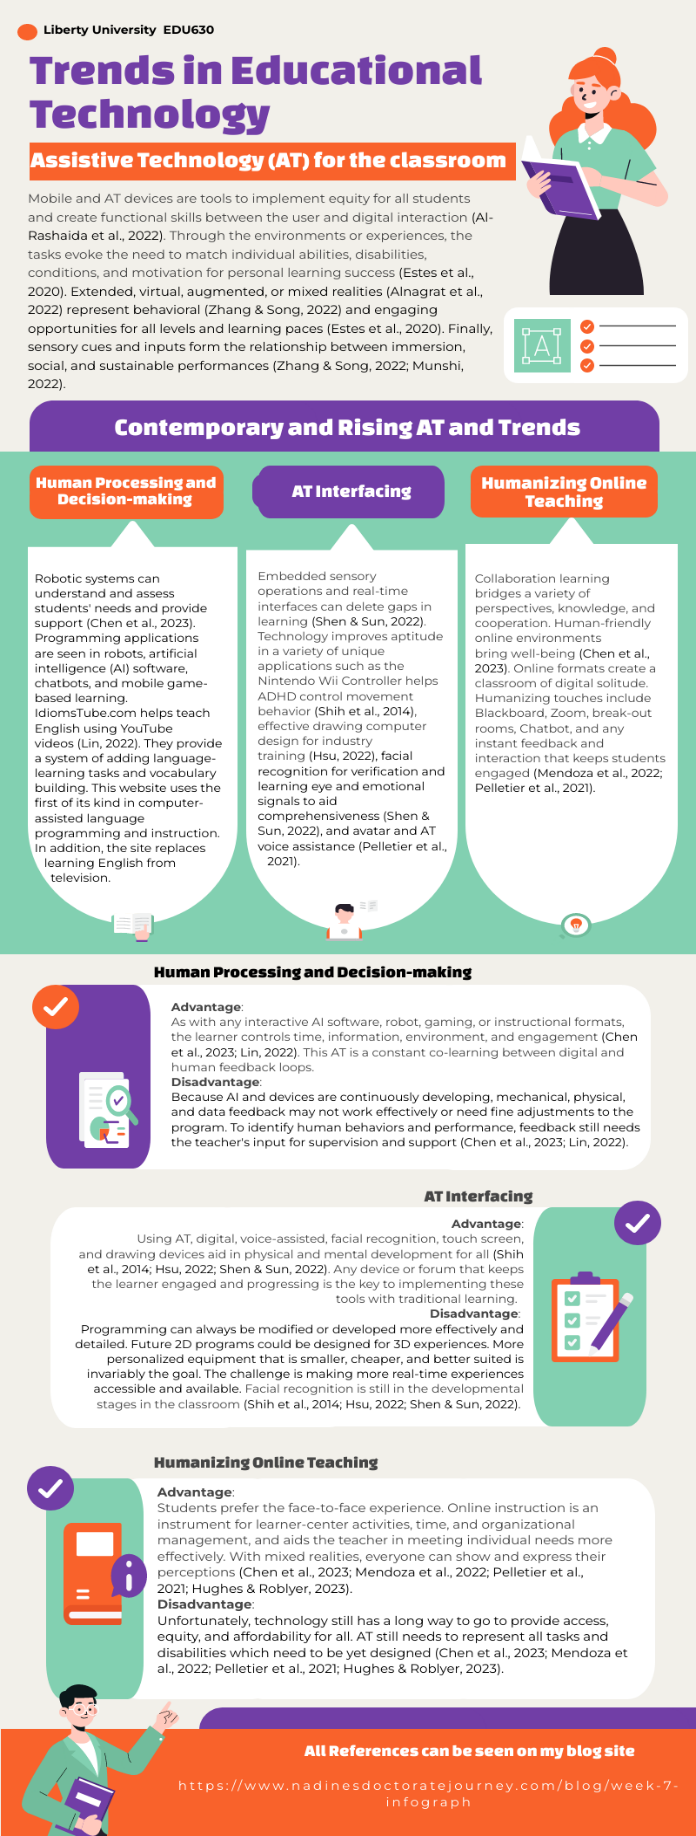 Liberty University  EDU630
Trends in Educational
Technology
Assistive Technology (AT) for the classroom
Mobile and AT devices are tools to implement equity for all students
and create functional skills between the user and digital interaction (Al-
Rashaida et al., 2022). Through the environments or experiences, the
tasks evoke the need to match individual abilities, disabilities,
conditions, and motivation for personal learning success (Estes et al.,
2020). Extended, virtual, augmented, or mixed realities (Alnagrat et al.,
2022) represent behavioral (Zhang & Song, 2022) and engaging
opportunities for all levels and learning paces (Estes et al., 2020). Finally,
sensory cues and inputs form the relationship between immersion,
social, and sustainable performances (Zhang & Song, 2022; Munshi,
2022).
A
Contemporary and Rising AT and Trends
Human Processing and
Decision-making
Robotic systems can
understand and assess
students' needs and provide
support (Chen et al., 2023).
Programming applications
are seen in robots, artificial
intelligence (AI) software,
chatbots, and mobile game-
based learning.
IdiomsTube.com helps teach
English using YouTube
videos (Lin, 2022). They provide
a system of adding language-
learning tasks and vocabulary
building. This website uses the
first of its kind in computer-
assisted language
programming and instruction.
In addition, the site replaces
learning English from
television.
AT Interfacing
Embedded sensory
operations and real-time
interfaces can delete gaps in
learning (Shen & Sun, 2022).
Technology improves aptitude
in a variety of unique
applications such as the
Nintendo Wii Controller helps
ADHD control movement
behavior (Shih et al., 2014),
effective drawing computer
design for industry
training (Hsu, 2022), facial
recognition for verification and
learning eye and emotional
signals to aid
comprehensiveness (Shen &
Sun, 2022), and avatar and AT
voice assistance (Pelletier et al.,
2021).
Humanizing Online
Teaching
Collaboration learning
bridges a variety of
perspectives, knowledge, and
cooperation. Human-friendly
online environments
bring well-being (Chen et al.,
2023). Online formats create a
classroom of digital solitude.
Humanizing touches include
Blackboard, Zoom, break-out
rooms, Chatbot, and any
instant feedback and
interaction that keeps students
engaged (Mendoza et al., 2022;
Pelletier et al., 2021).
Human Processing and Decision-making
Advantage:
As with any interactive AI software, robot, gaming, or instructional formats,
the learner controls time, information, environment, and engagement (Chen
et al., 2023; Lin, 2022). This AT is a constant co-learning between digital and
human feedback loops.
Disadvantage:
Because AI and devices are continuously developing, mechanical, physical,
and data feedback may not work effectively or need fine adjustments to the
program. To identify human behaviors and performance, feedback still needs
the teacher's input for supervision and support (Chen et al., 2023; Lin, 2022).
AT Interfacing
Advantage:
Using AT, digital, voice-assisted, facial recognition, touch screen,
and drawing devices aid in physical and mental development for all (Shih
et al., 2014; Hsu, 2022; Shen & Sun, 2022). Any device or forum that keeps
the learner engaged and progressing is the key to implementing these
tools with traditional learning.
Disadvantage:
Programming can always be modified or developed more effectively and
detailed. Future 2D programs could be designed for 3D experiences. More
personalized equipment that is smaller, cheaper, and better suited is
invariably the goal. The challenge is making more real-time experiences
accessible and available. Facial recognition is still in the developmental
stages in the classroom (Shih et al., 2014; Hsu, 2022; Shen & Sun, 2022).
Humanizing Online Teaching
Advantage:
Students prefer the face-to-face experience. Online instruction is an
instrument for learner-center activities, time, and organizational
management, and aids the teacher in meeting individual needs more
effectively. With mixed realities, everyone can show and express their
perceptions (Chen et al., 2023; Mendoza et al., 2022; Pelletier et al.,
2021; Hughes & Roblyer, 2023).
Disadvantage:
Unfortunately, technology still has a long way to go to provide access,
equity, and affordability for all. AT still needs to represent all tasks and
disabilities which need to be yet designed (Chen et al., 2023; Mendoza et
al., 2022; Pelletier et al., 2021; Hughes & Roblyer, 2023).
All References can be seen on my blog site
https://www.nadinesdoctoratejourney.com/blog/week-7-
infograph